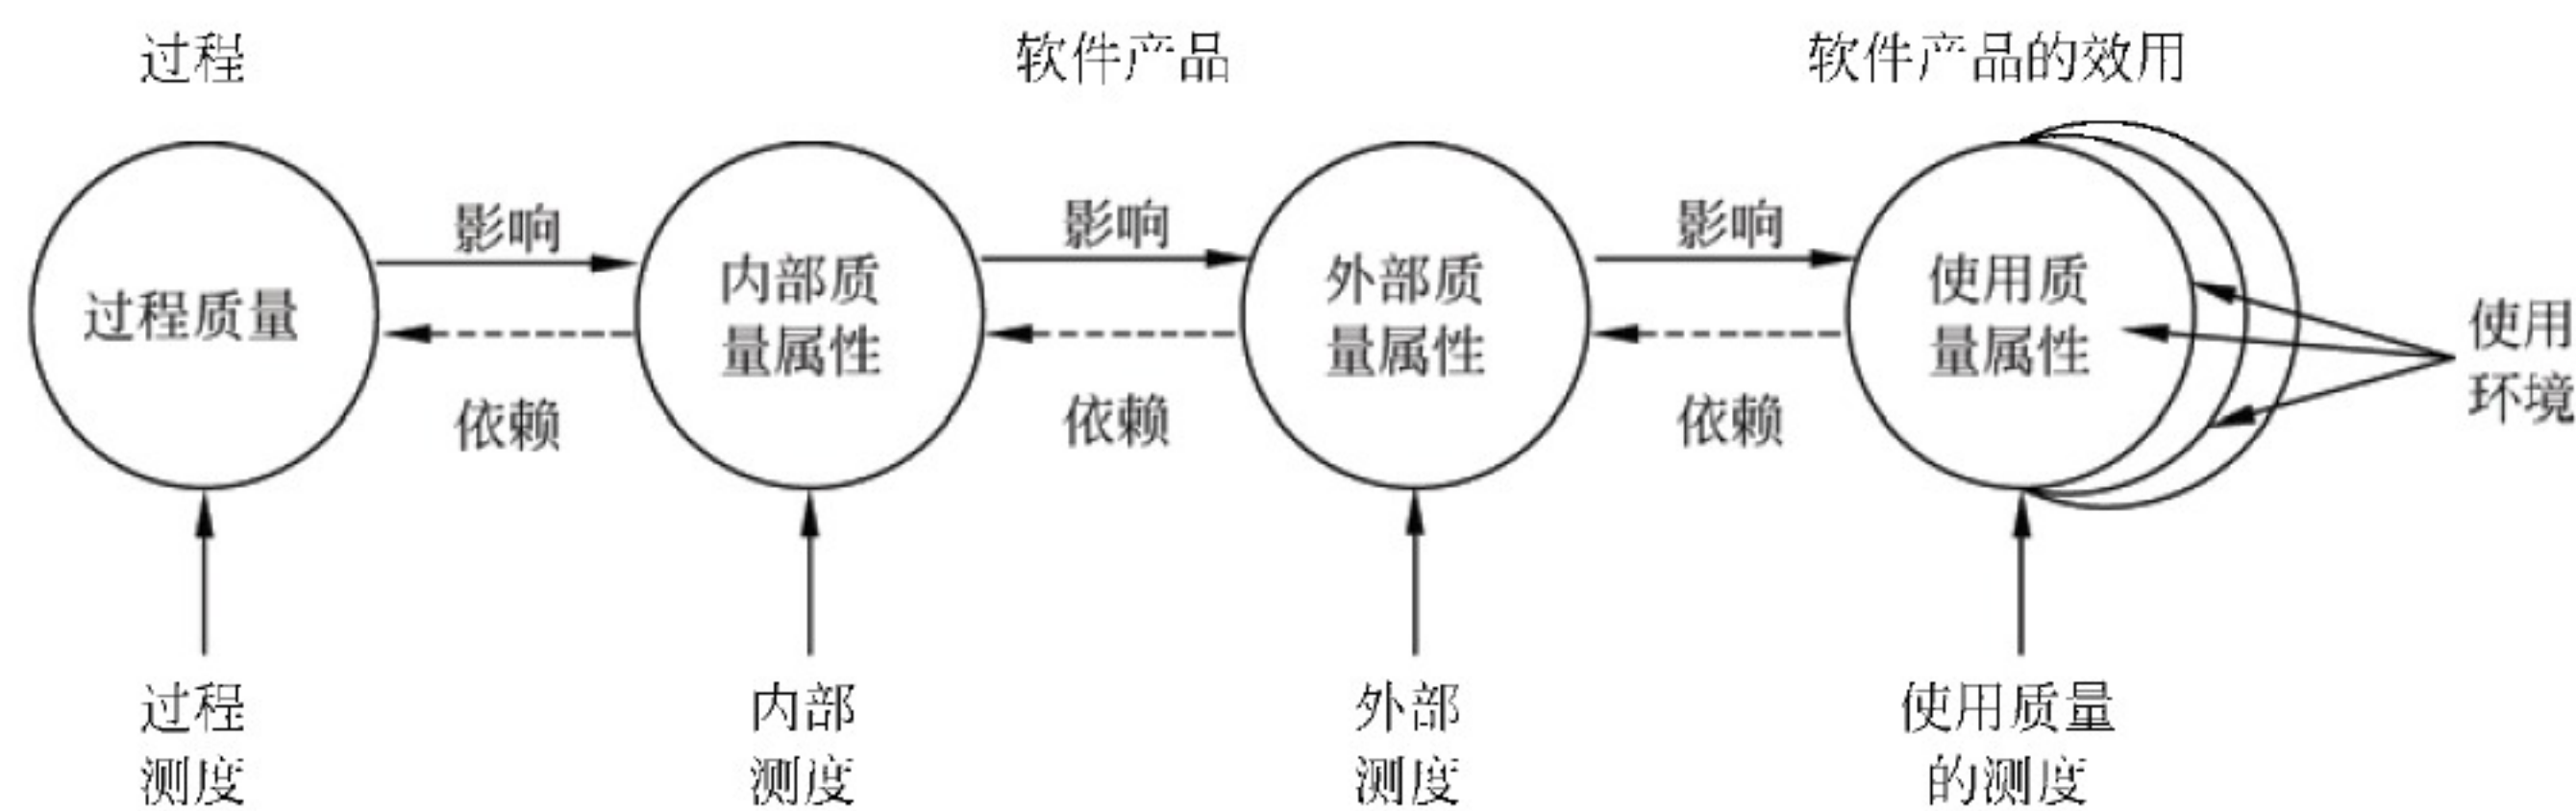 过程
软件产品
软件产品的效用
影响
影响
影响
过程质量
内部质
量属性
外部质
量属性
使用质
量属性
使用
环境
依赖
依赖
依赖
过程
测度
内部
测度
外部
测度
使用质量
的测度